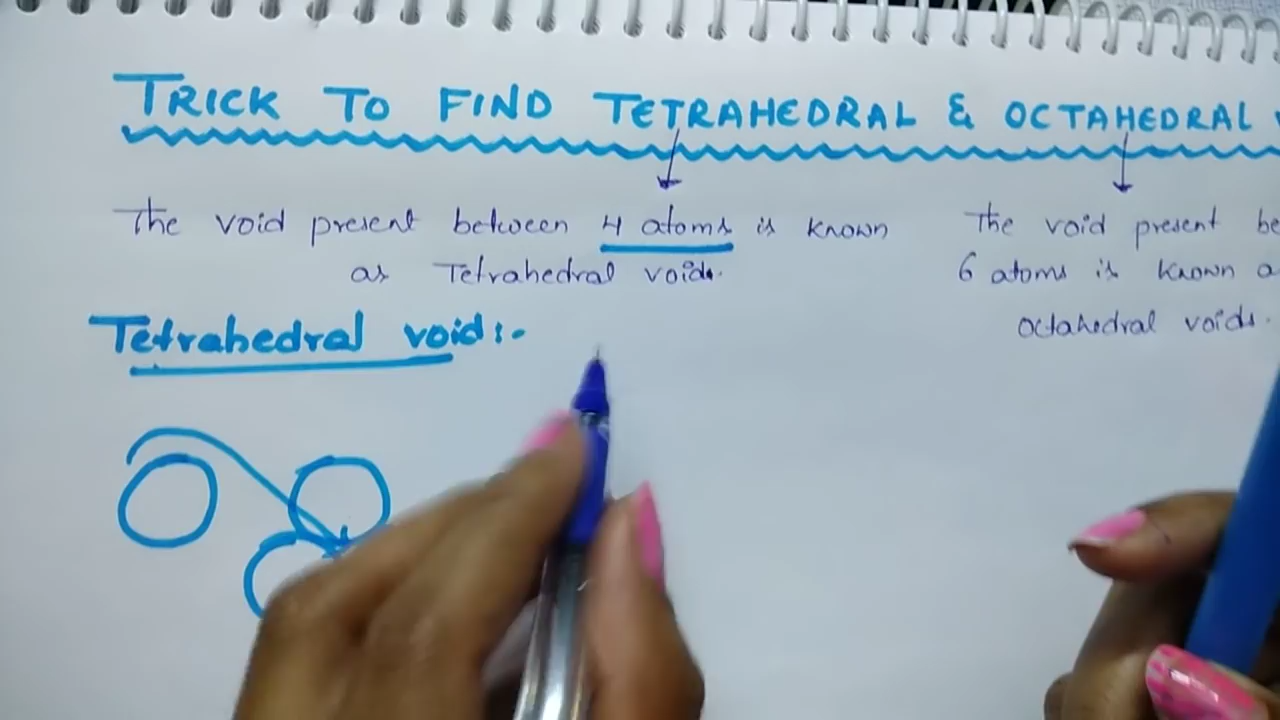 TRICK TO FIND TETRAHEDRAL & OCTAHEDRAL
The void present between 4 atoms is known
as Tetrahedral voids.
The void present
6 atoms is known
octahedral voids.
Tetrahedral void:-